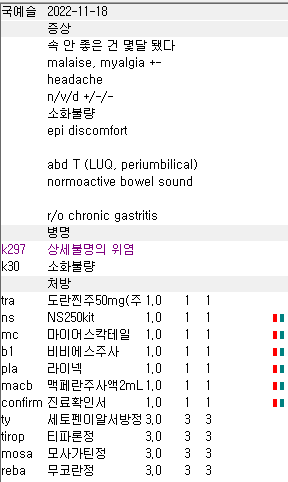 국예슬 2022-11-18
증상
속 안 좋은 건 몇달 됐다
malaise, myalgia +-
headache
n/v/d +/-/-
소화불량
epi discomfort
abd T (LUQ, periumbilical)
normoactive bowel sound
r/o chronic gastritis
병명
k297 상세불명의 위염
k30 소화불량
처방
tra 도란찐주50mg(주 1,0 1 1
ns NS250kit 1,0 1 1
mc 마이어스칵테일 1,0 1 1
b1 비비에스주사 1,0 1 1
pla 라이넥 1,0 1 1
macb 맥페란주사액2mL 1,0 1 1
confirm 진료확인서 1,0 1 1
ty 세토펜이알서방정 3,0 3 3
tirop 티파론정 3,0 3 3
mosa 모사가틴정 3,0 3 3
reba 무코란정 3,0 3 3